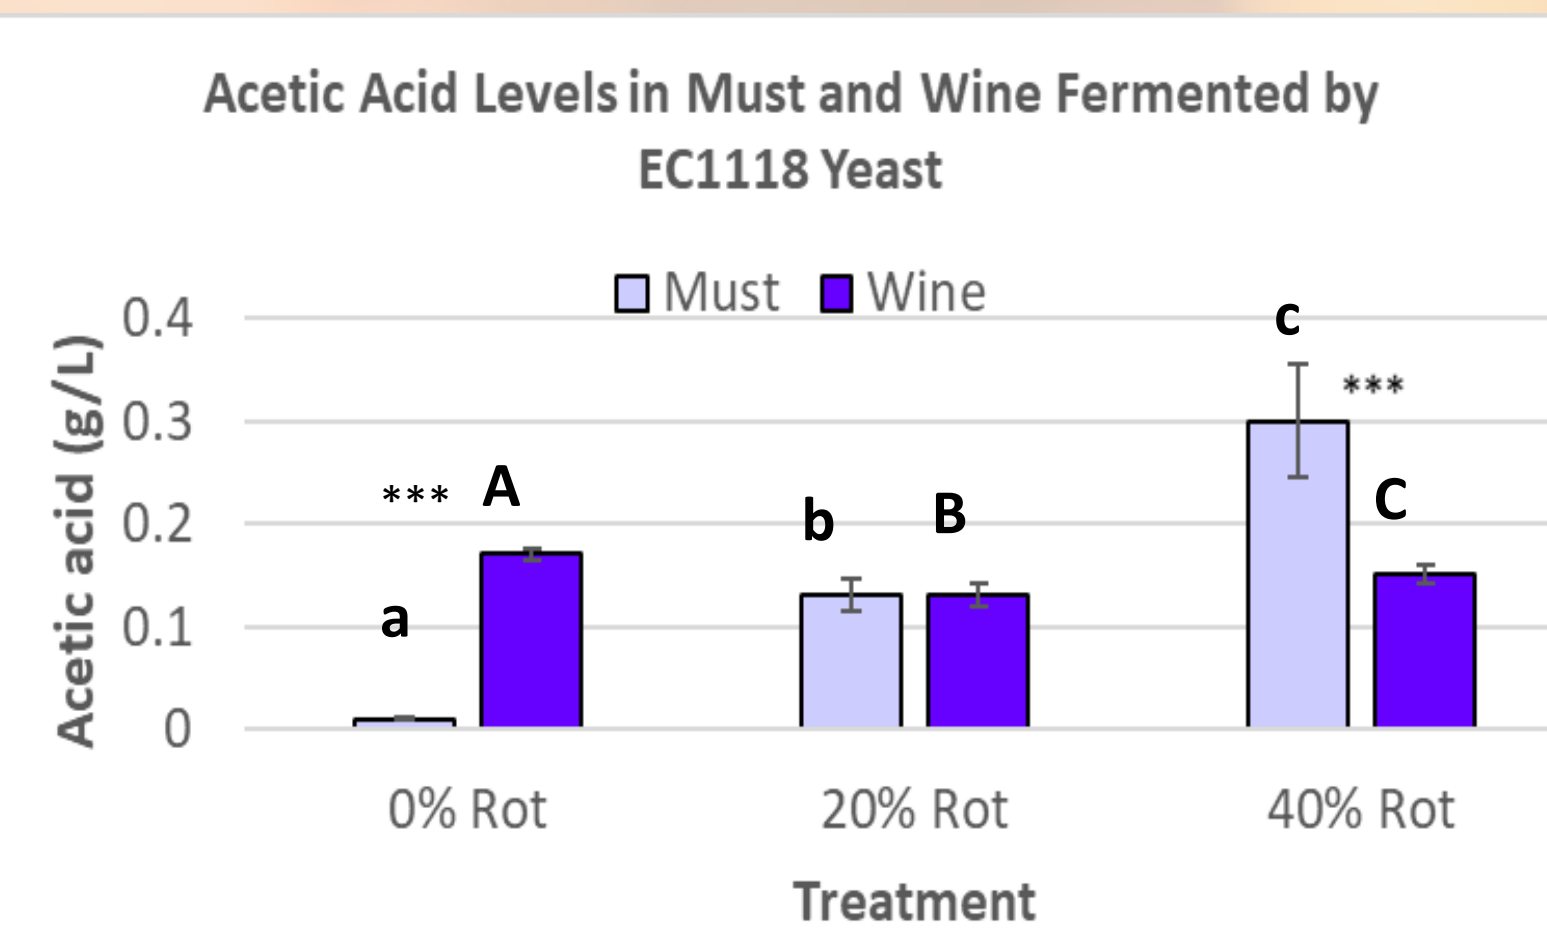 Acetic Acid Levels in Must and Wine Fermented by
EC1118 Yeast
Must Wine
Acetic acid (g/L)
0.4
0.3
0.2
0.1
0
a
***
A
b
B
c
***
C
0% Rot
20% Rot
40% Rot
Treatment